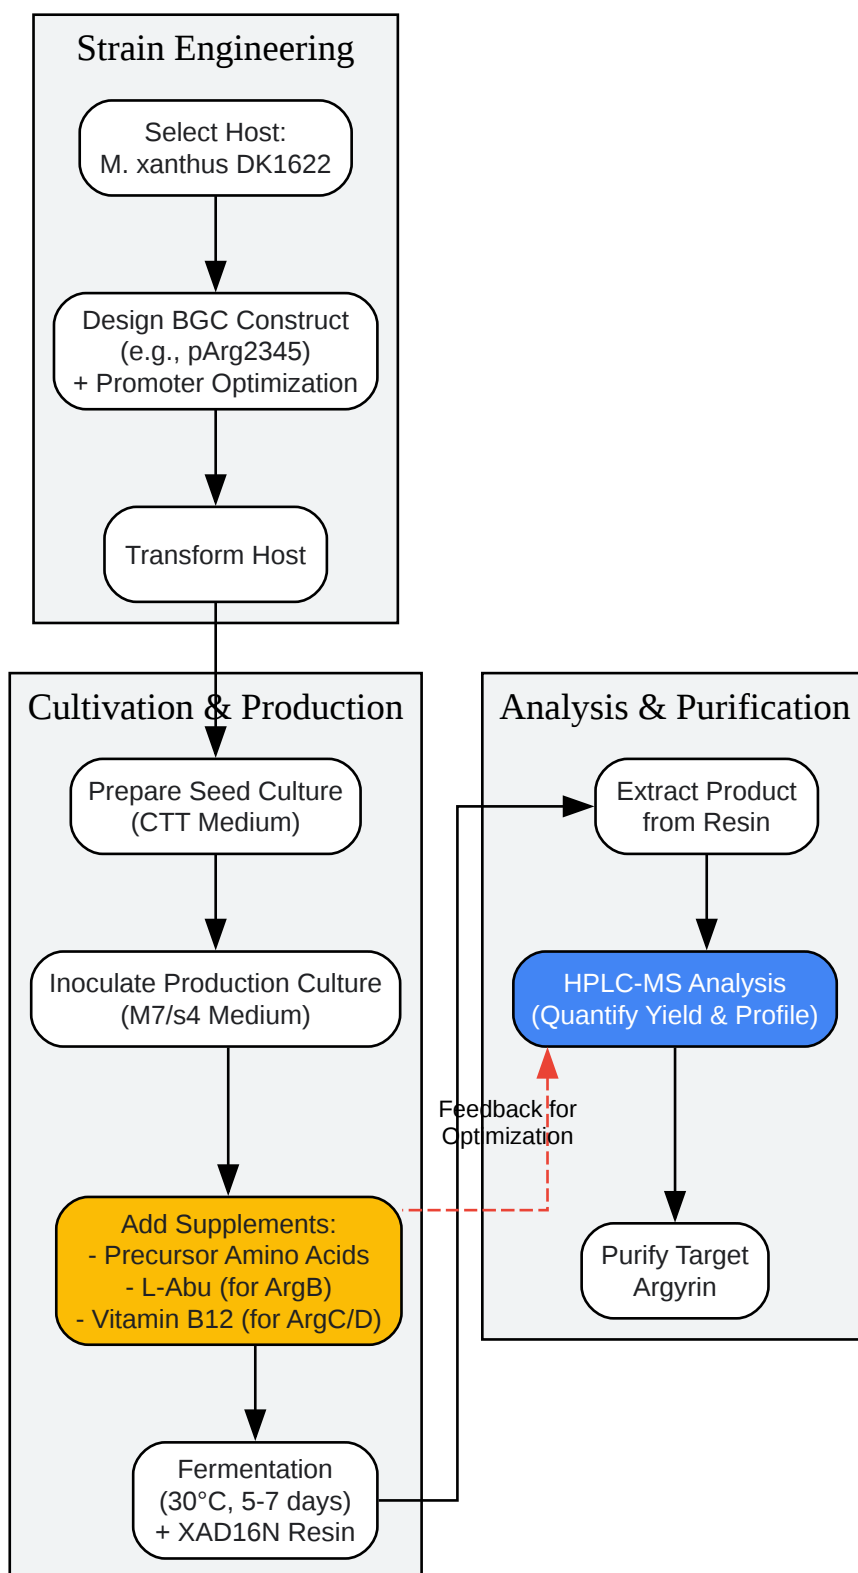 Strain Engineering
Select Host:
M. xanthus DK1622
Design BGC Construct
(e.g., pArg2345)
+ Promoter Optimization
Transform Host
Cultivation & Production
Prepare Seed Culture
(CTT Medium)
Inoculate Production Culture
(M7/s4 Medium)
Add Supplements:
- Precursor Amino Acids
- L-Abu (for ArgB)
- Vitamin B12 (for ArgC/D)
Fermentation
(30°C, 5-7 days)
+ XAD16N Resin
Analysis & Purification
Extract Product
from Resin
HPLC-MS Analysis
(Quantify Yield & Profile)
Feedback for
Optimization
Purify Target
Argyrin